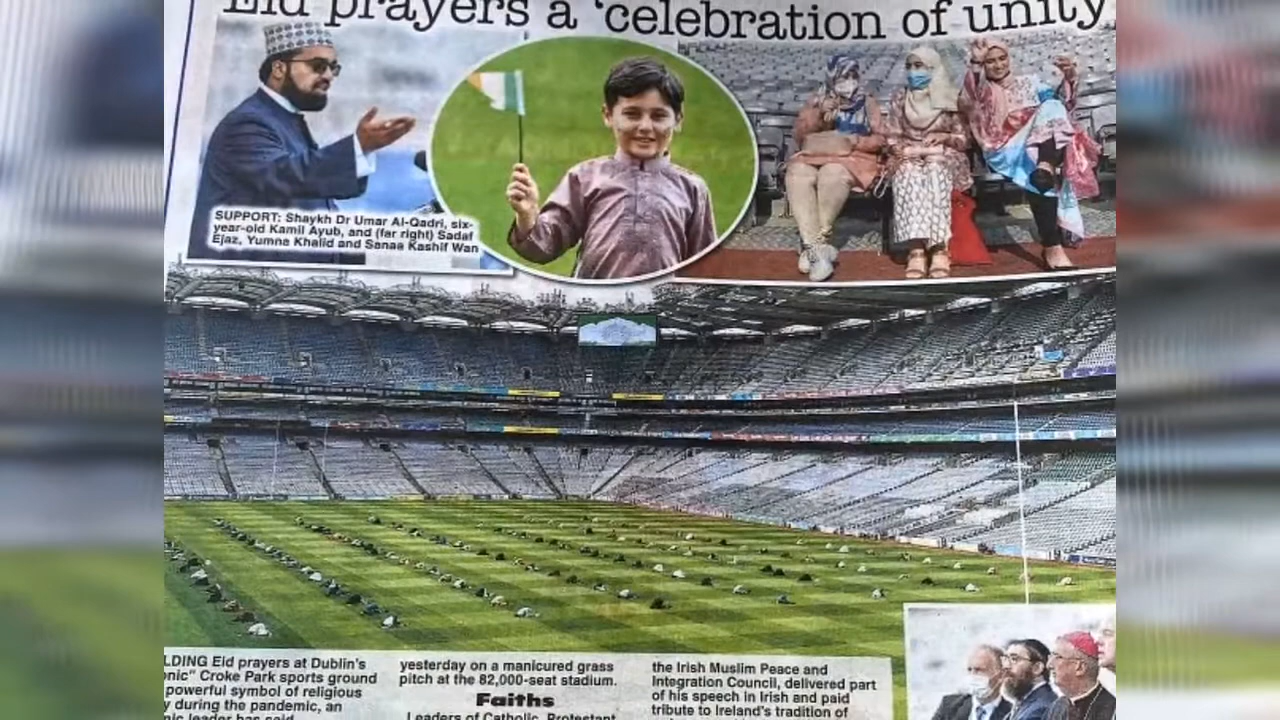 Eid prayers a ‘celebration of unity
SUPPORT: Shaykh Dr Umar Al-Qadri, six-
year-old Kamil Ayub, and (far right) Sadaf
Ejaz, Yumna Khalid and Sanaa Kashif Wan
LDING Eid prayers at Dublin's
nic" Croke Park sports ground
powerful symbol of religious
y during the pandemic, an
mic leader has said
yesterday on a manicured grass
pitch at the 82,000-seat stadium.
Faiths
Leaders of Catholic, Protestant
the Irish Muslim Peace and
Integration Council, delivered part
of his speech in Irish and paid
tribute to Ireland's tradition of